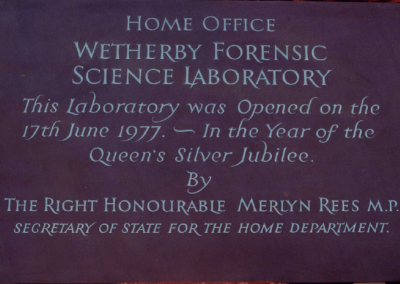 HOME OFFICE
WETHERBY FORENSIC
SCIENCE LABORATORY
This Laboratory was Opened on the
17th June 1977. — In the Year of the
Queen's Silver Jubilee.
By
THE RIGHT HONOURABLE MERLYN REES M.P.
SECRETARY OF STATE FOR THE HOME DEPARTMENT.